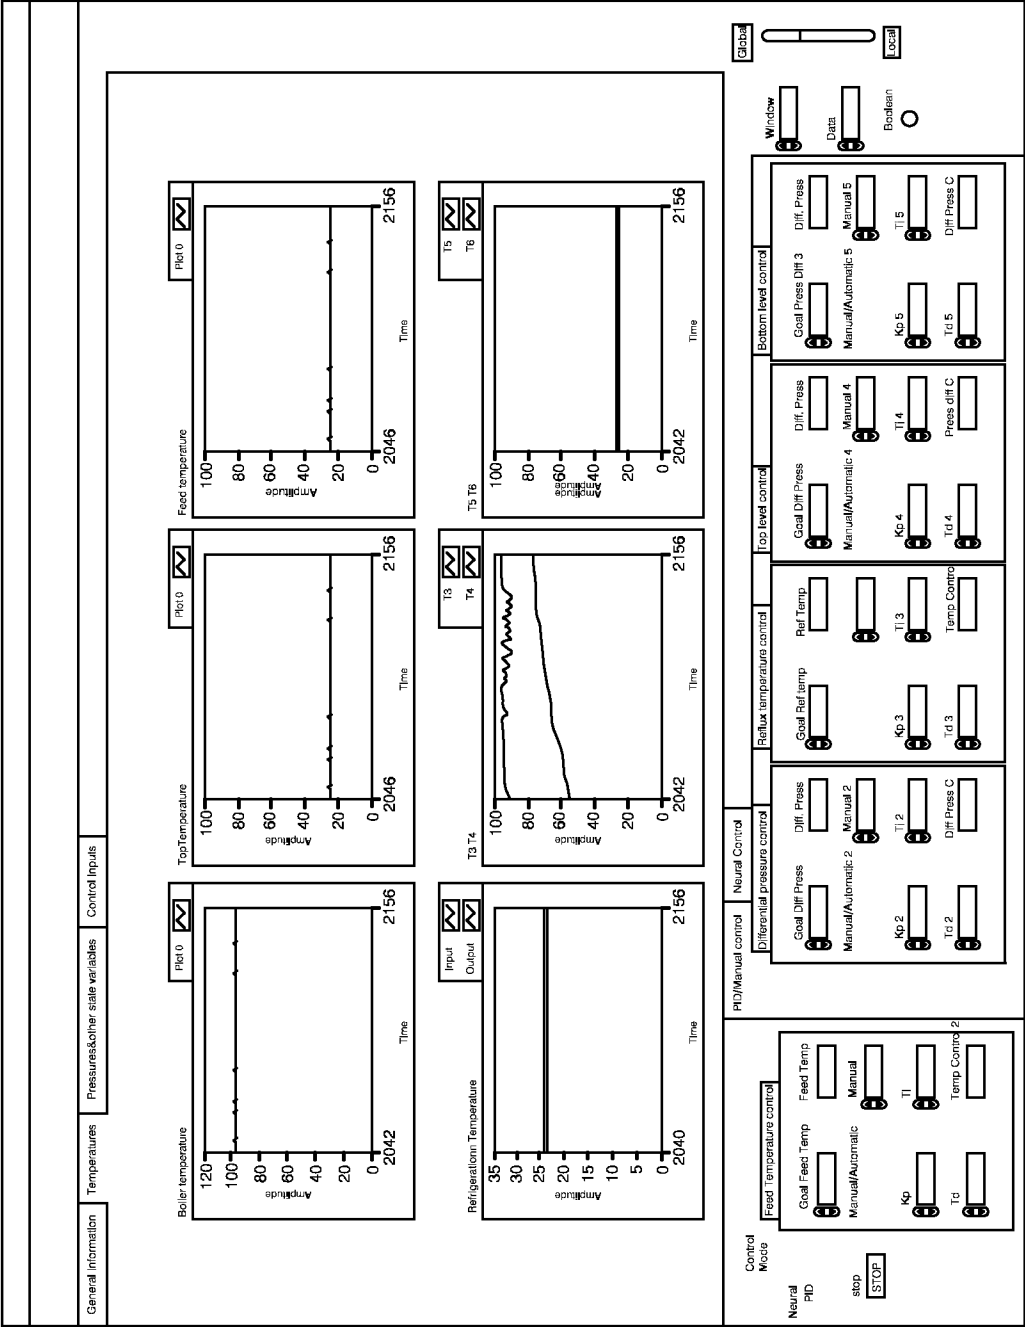 General Information
Temperatures
Pressures&other state variables
Control Inputs
Boiler temperature
Plot 0
120
100
80
60
40
20
0
Amplitude
2042
2156
Time
TopTemperature
Plot 0
100
80
60
40
20
0
Amplitude
2046
2156
Time
Feed temperature
Plot 0
100
80
60
40
20
0
Amplitude
2046
2156
Time
Refrigerationn Temperature
Input
Output
35
30
25
20
15
10
5
0
Amplitude
2040
2156
Time
T3 T4
T3
T4
100
80
60
40
20
0
Amplitude
2042
2156
Time
T5 T6
T5
T6
100
80
60
40
20
0
Amplitude
Amplitude
2042
2156
Time
Control
Mode
Neural
PID
stop
STOP
Feed Temperature control
Goal Feed Temp
Feed Temp
Manual/Automatic
Manual
Kp
Ti
Td
Temp Control 2
PID/Manual control
Neural Control
Differential pressure control
Goal Diff Press
Diff. Press
Manual/Automatic 2
Manual 2
Kp 2
Ti 2
Td 2
Diff Press C
Reflux temperature control
Goal Ref temp
Ref Temp
Kp 3
Ti 3
Td 3
Temp Contro
Top level control
Goal Diff Press
Diff. Press
Manual/Automatic 4
Manual 4
Kp 4
Ti 4
Td 4
Prees diff C
Bottom level control
Goal Press Diff 3
Diff. Press
Manual/Automatic 5
Manual 5
Kp 5
Ti 5
Td 5
Diff Press C
Window
Data
Boolean
Global
Local